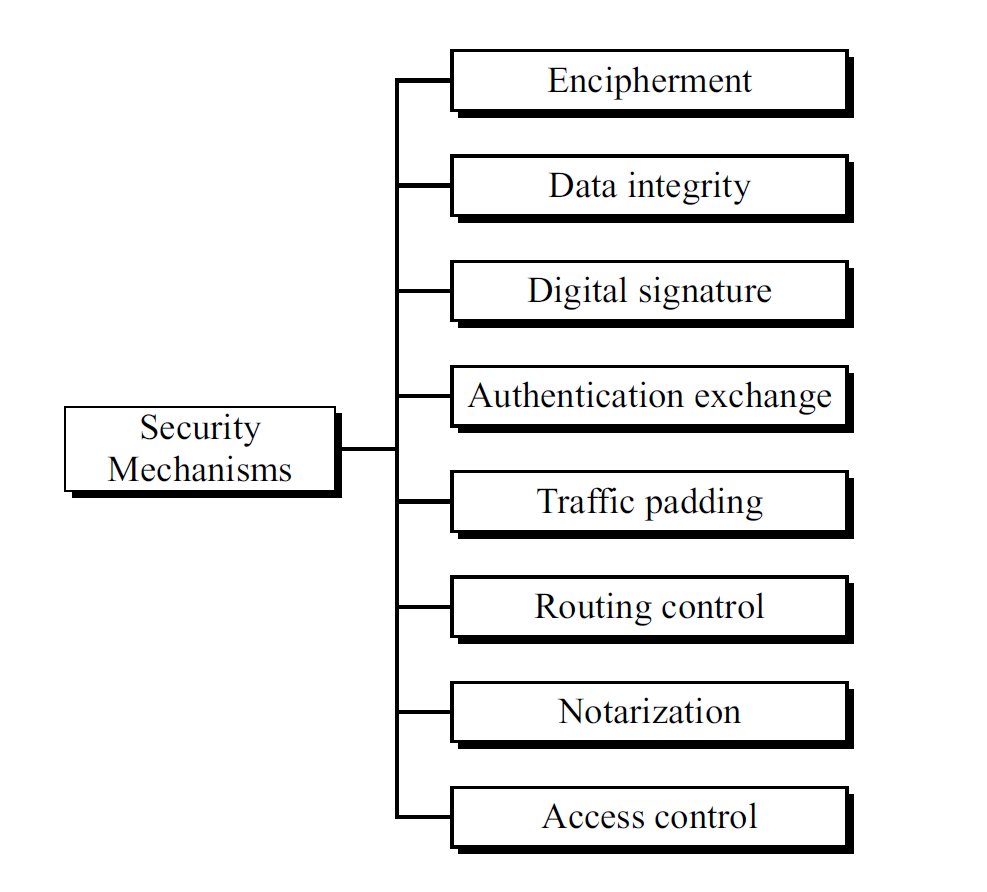 Encipherment
Data integrity
Digital signature
Authentication exchange
Security
Mechanisms
Traffic padding
Routing control
Notarization
Access control